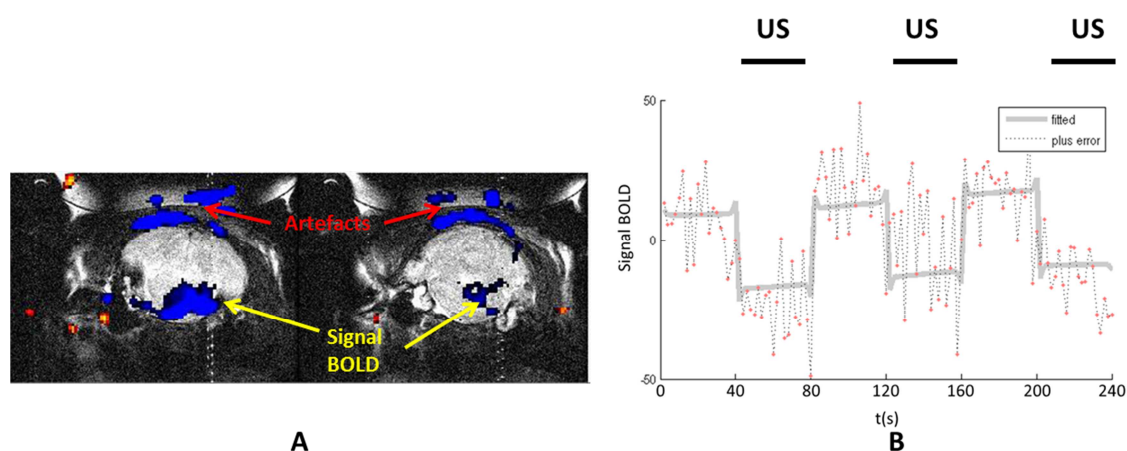 US US US
50
fitted
plus error
Artefacts
0
Signal BOLD
Signal
BOLD
-50
0 40 80 120 160 200 240
t(s)
A B